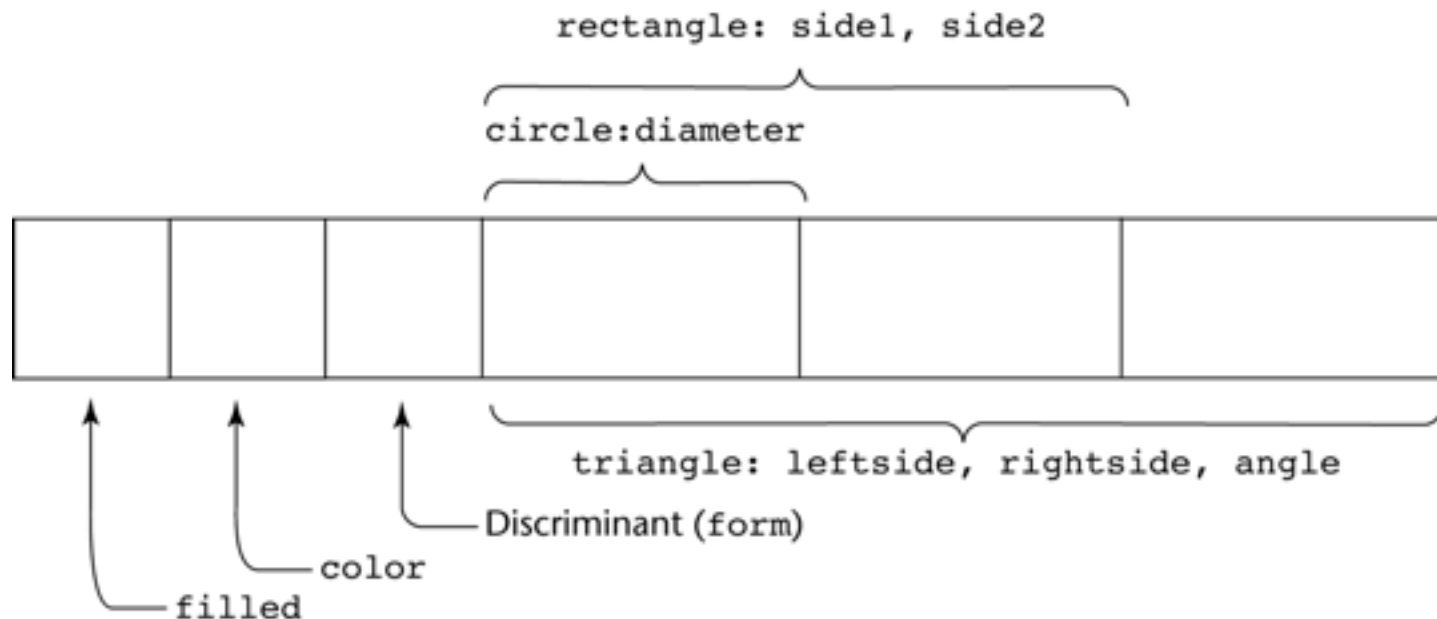 rectangle: side1, side2
circle:diameter
triangle: leftside, rightside, angle
Discriminant (form)
color
filled